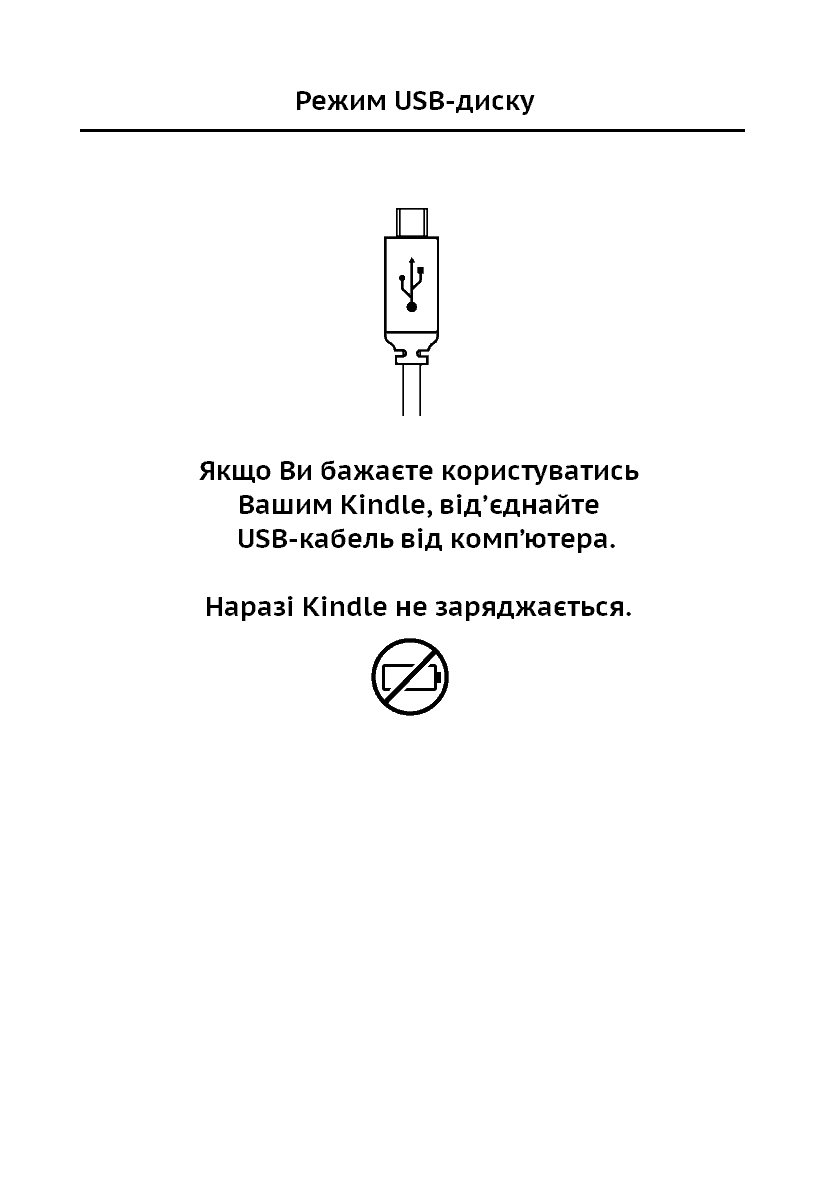 Режим USB-диску
Якщо Ви бажаєте користуватись
Вашим Kindle, від’єднайте
USB-кабель від комп’ютера.
Наразі Kindle не заряджається.